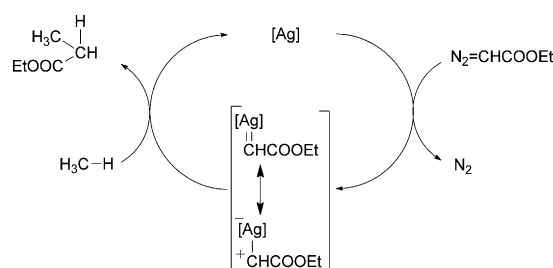 H
H₃C
CH
EtOOC
[Ag]
N₂=CHCOOEt
[Ag]
CHCOOEt
H₃C-H
N₂
−
[Ag]
+
CHCOOEt